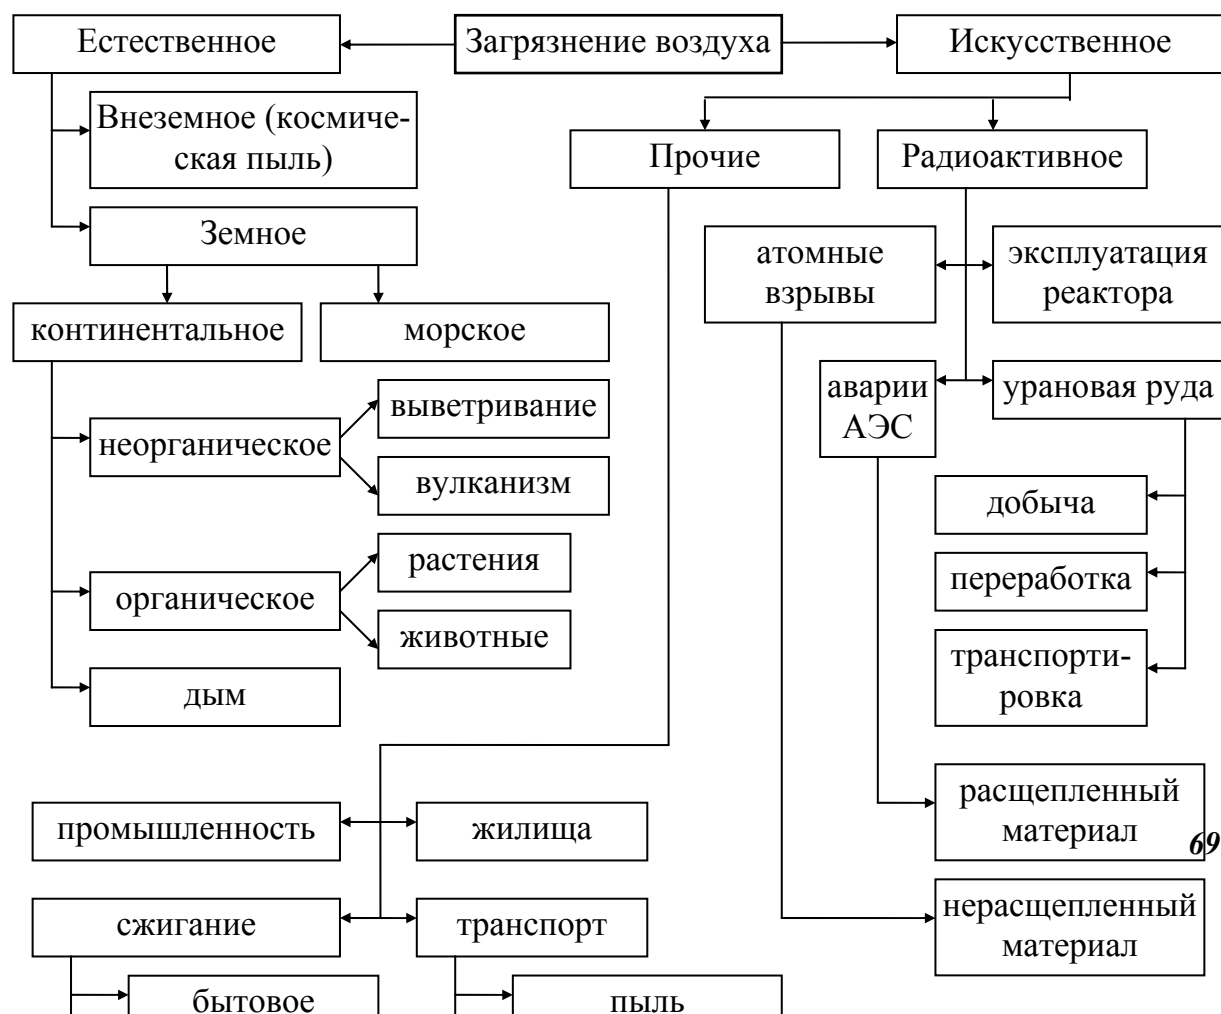 Естественное
Загрязнение воздуха
Искусственное
Внеземное (космиче-
ская пыль)
Прочие
Радиоактивное
Земное
атомные
взрывы
эксплуатация
реактора
континентальное
морское
аварии
АЭС
урановая руда
неорганическое
выветривание
вулканизм
добыча
органическое
растения
животные
переработка
транспорти-
ровка
дым
промышленность
жилища
расщепленный
материал
69
сжигание
транспорт
нерасщепленный
материал
бытовое
пыль